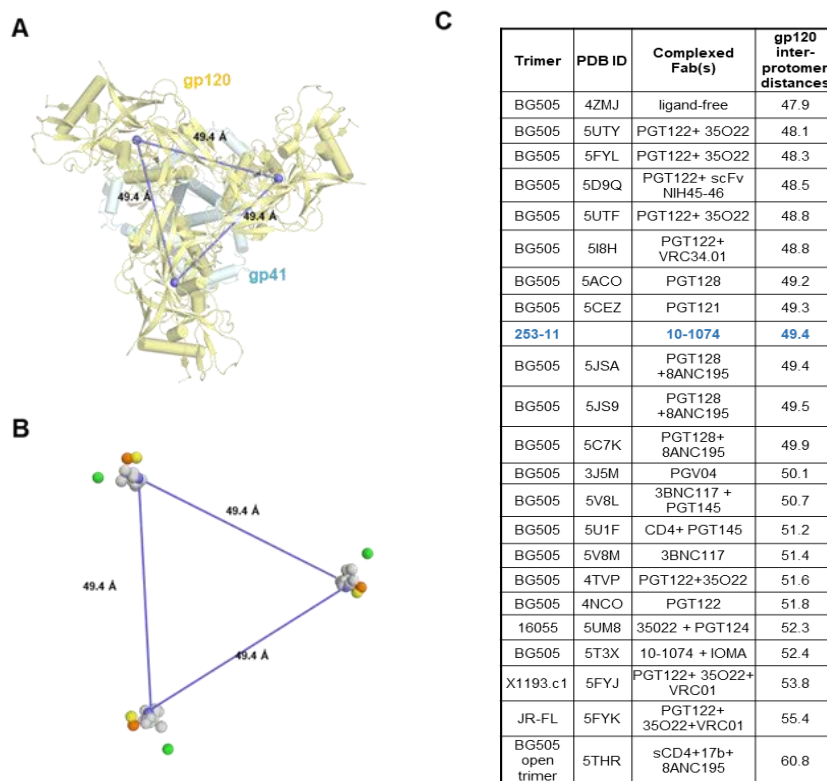 A
gp120
49.4 Å
49.4 Å
49.4 Å
gp41
B
49.4 Å
49.4 Å
49.4 Å
C
Trimer PDB ID Complexed Fab(s) gp120 inter-protomer distances
BG505 4ZMJ ligand-free 47.9
BG505 5UTY PGT122+ 35O22 48.1
BG505 5FYL PGT122+ 35O22 48.3
BG505 5D9Q PGT122+ scFv NIH45-46 48.5
BG505 5UTF PGT122+ 35O22 48.8
BG505 5I8H PGT122+ VRC34.01 48.8
BG505 5ACO PGT128 49.2
BG505 5CEZ PGT121 49.3
253-11 10-1074 49.4
BG505 5JSA PGT128 +8ANC195 49.4
BG505 5JS9 PGT128 +8ANC195 49.5
BG505 5C7K PGT128+ 8ANC195 49.9
BG505 3J5M PGV04 50.1
BG505 5V8L 3BNC117 + PGT145 50.7
BG505 5U1F CD4+ PGT145 51.2
BG505 5V8M 3BNC117 51.4
BG505 4TVP PGT122+35O22 51.6
BG505 4NCO PGT122 51.8
16055 5UM8 35022 + PGT124 52.3
BG505 5T3X 10-1074 + IOMA 52.4
X1193.c1 5FYJ PGT122+ 35O22+ VRC01 53.8
JR-FL 5FYK PGT122+ 35O22+VRC01 55.4
BG505 open trimer 5THR sCD4+17b+ 8ANC195 60.8